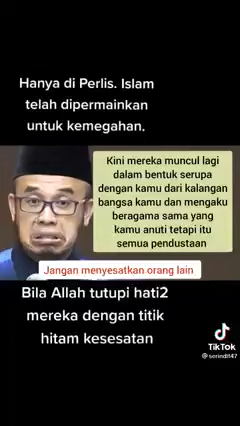 Hanya di Perlis. Islam
telah dipermainkan
untuk kemegahan.
Kini mereka muncul lagi
dalam bentuk serupa
dengan kamu dari kalangan
bangsa kamu dan mengaku
beragama sama yang
kamu anuti tetapi itu
semua pendustaan
Jangan menyesatkan orang lain
Bila Allah tutupi hati2
mereka dengan titik
hitam kesesatan
TikTok
@serindit47